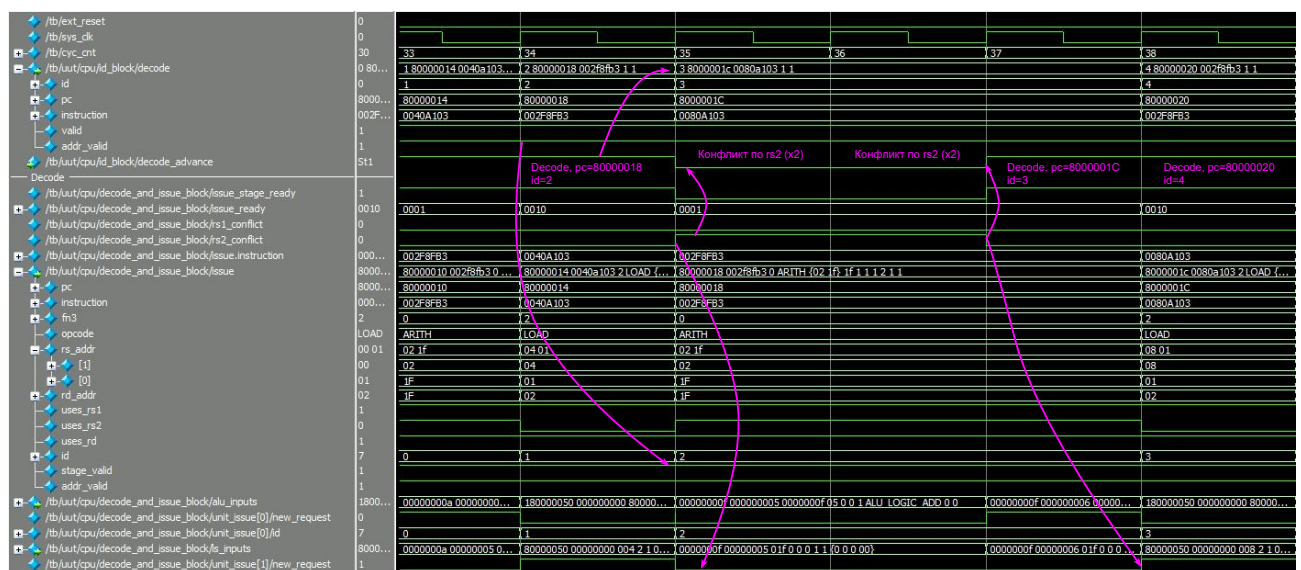 /tb/ext_reset 0
/tb/sys_clk 0
/tb/cyc_cnt 30 33 34 35 36 37 38
/tb/uut/cpu/id_block/decode 0 80... 1 80000014 0040a103... 2 80000018 002f8fb3 1 1 3 8000001c 0080a103 1 1 4 80000020 002f8fb3 1 1
id 0 1 2 3 4
pc 8000... 80000014 80000018 8000001C 80000020
instruction 002F... 0040A103 002F8FB3 0080A103 002F8FB3
valid 1
addr_valid 1
/tb/uut/cpu/id_block/decode_advance St1
Конфликт по rs2 (x2) Конфликт по rs2 (x2)
Decode, pc=80000018 Decode, pc=8000001C Decode, pc=80000020
id=2 id=3 id=4
Decode
/tb/uut/cpu/decode_and_issue_block/issue_stage_ready 1
/tb/uut/cpu/decode_and_issue_block/issue_ready 0010 0001 0010 0001 0010
/tb/uut/cpu/decode_and_issue_block/rs1_conflict 0
/tb/uut/cpu/decode_and_issue_block/rs2_conflict 0
/tb/uut/cpu/decode_and_issue_block/issue.instruction 000... 002F8FB3 0040A103 002F8FB3 0080A103
/tb/uut/cpu/decode_and_issue_block/issue 8000... 80000010 002f8fb3 0 ... 80000014 0040a103 2 LOAD {... 80000018 002f8fb3 0 ARITH {02 1f} 1f 1 1 1 2 1 1 8000001c 0080a103 2 LOAD {...
pc 8000... 80000010 80000014 80000018 8000001C
instruction 000... 002F8FB3 0040A103 002F8FB3 0080A103
fn3 2 0 2 0 2
opcode LOAD ARITH LOAD ARITH LOAD
rs_addr 00 01 02 1f 04 01 02 1f 08 01
[1] 00 02 04 02 08
[0] 01 1F 01 1F 01
rd_addr 02 1F 02 1F 02
uses_rs1 1
uses_rs2 0
uses_rd 1
id 7 0 1 2 3
stage_valid 1
addr_valid 1
/tb/uut/cpu/decode_and_issue_block/alu_inputs 1800... 00000000a 00000000... 180000050 000000000 80000... 00000000f 000000005 0000000f 05 0 0 1 ALU_LOGIC_ADD 0 0 00000000f 000000006 00000... 180000050 000000000 80000...
/tb/uut/cpu/decode_and_issue_block/unit_issue[0]/new_request 0
/tb/uut/cpu/decode_and_issue_block/unit_issue[0]/id 7 0 1 2 3
/tb/uut/cpu/decode_and_issue_block/ls_inputs 8000... 0000000a 00000005 0... 80000050 00000000 004 2 1 0... 0000000f 00000005 01f 0 0 0 1 1 {0 0 0 00} 0000000f 00000006 01f 0 0 0... 80000050 00000000 008 2 1 0...
/tb/uut/cpu/decode_and_issue_block/unit_issue[1]/new_request 1